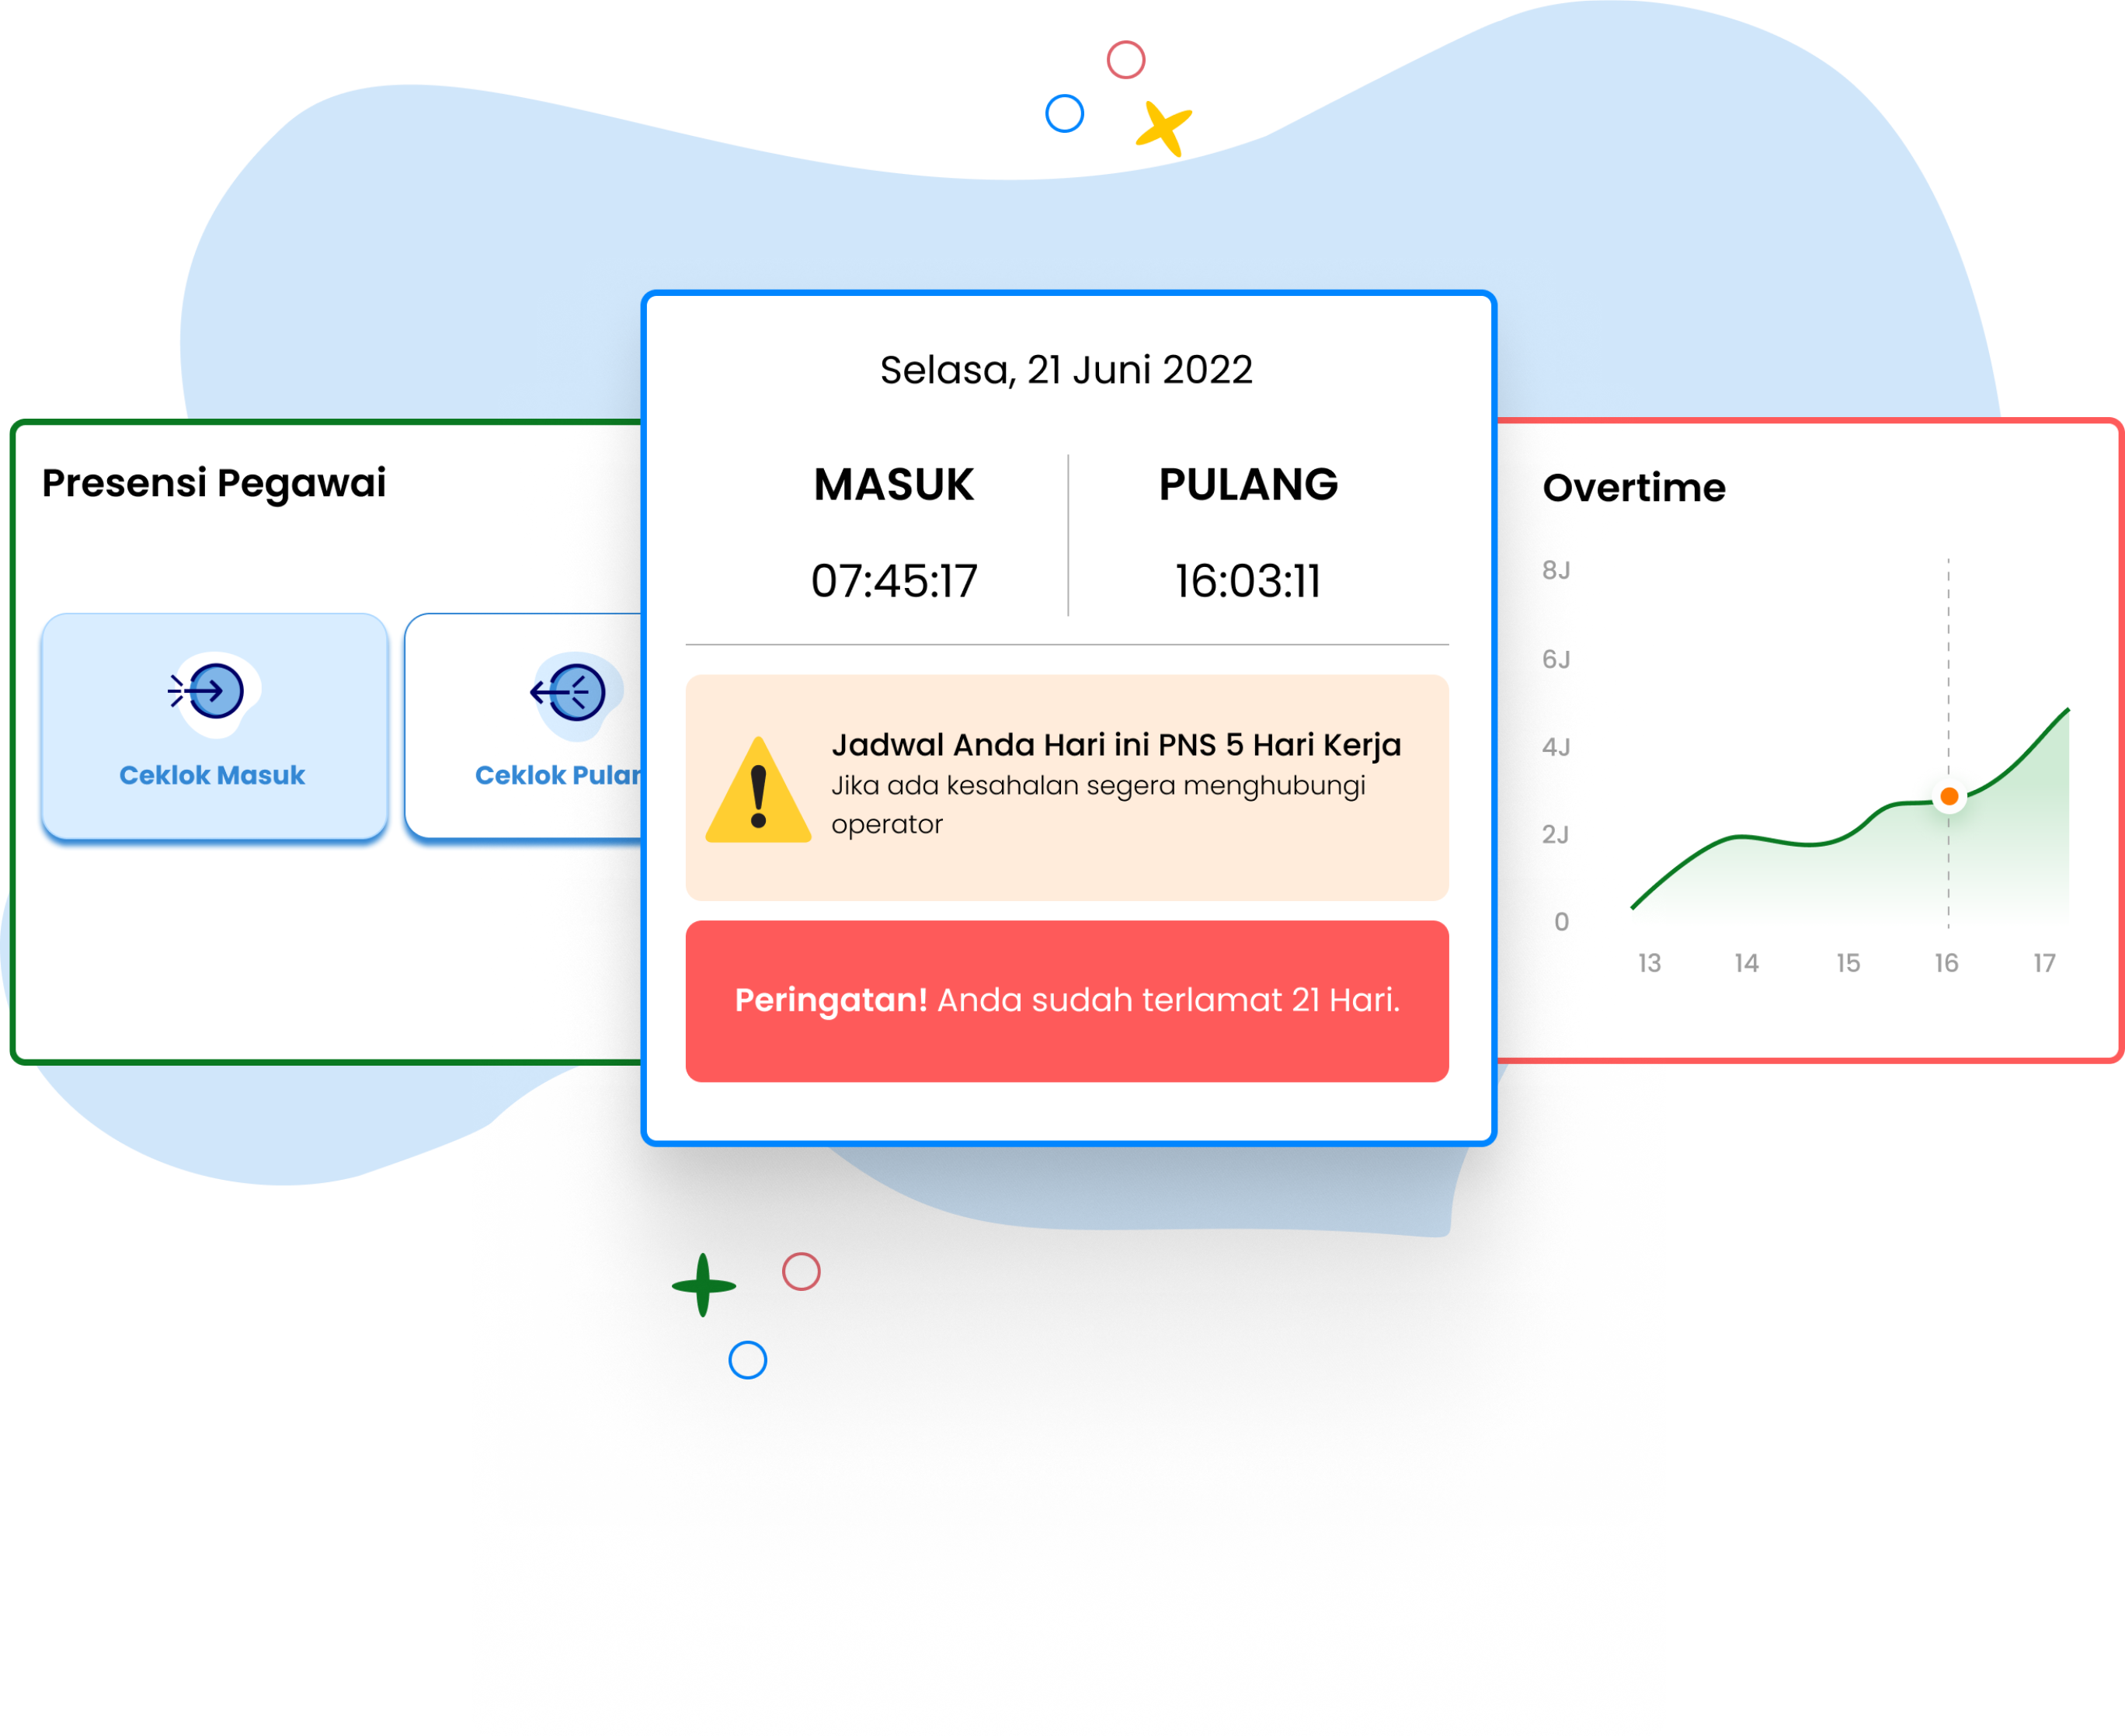 Presensi Pegawai
Ceklok Masuk
Ceklok Pular
Selasa, 21 Juni 2022
MASUK
PULANG
07:45:17
16:03:11
Jadwal Anda Hari ini PNS 5 Hari Kerja
Jika ada kesahalan segera menghubungi
operator
Peringatan! Anda sudah terlamat 21 Hari.
Overtime
8J
6J
4J
2J
0
13 14 15 16 17